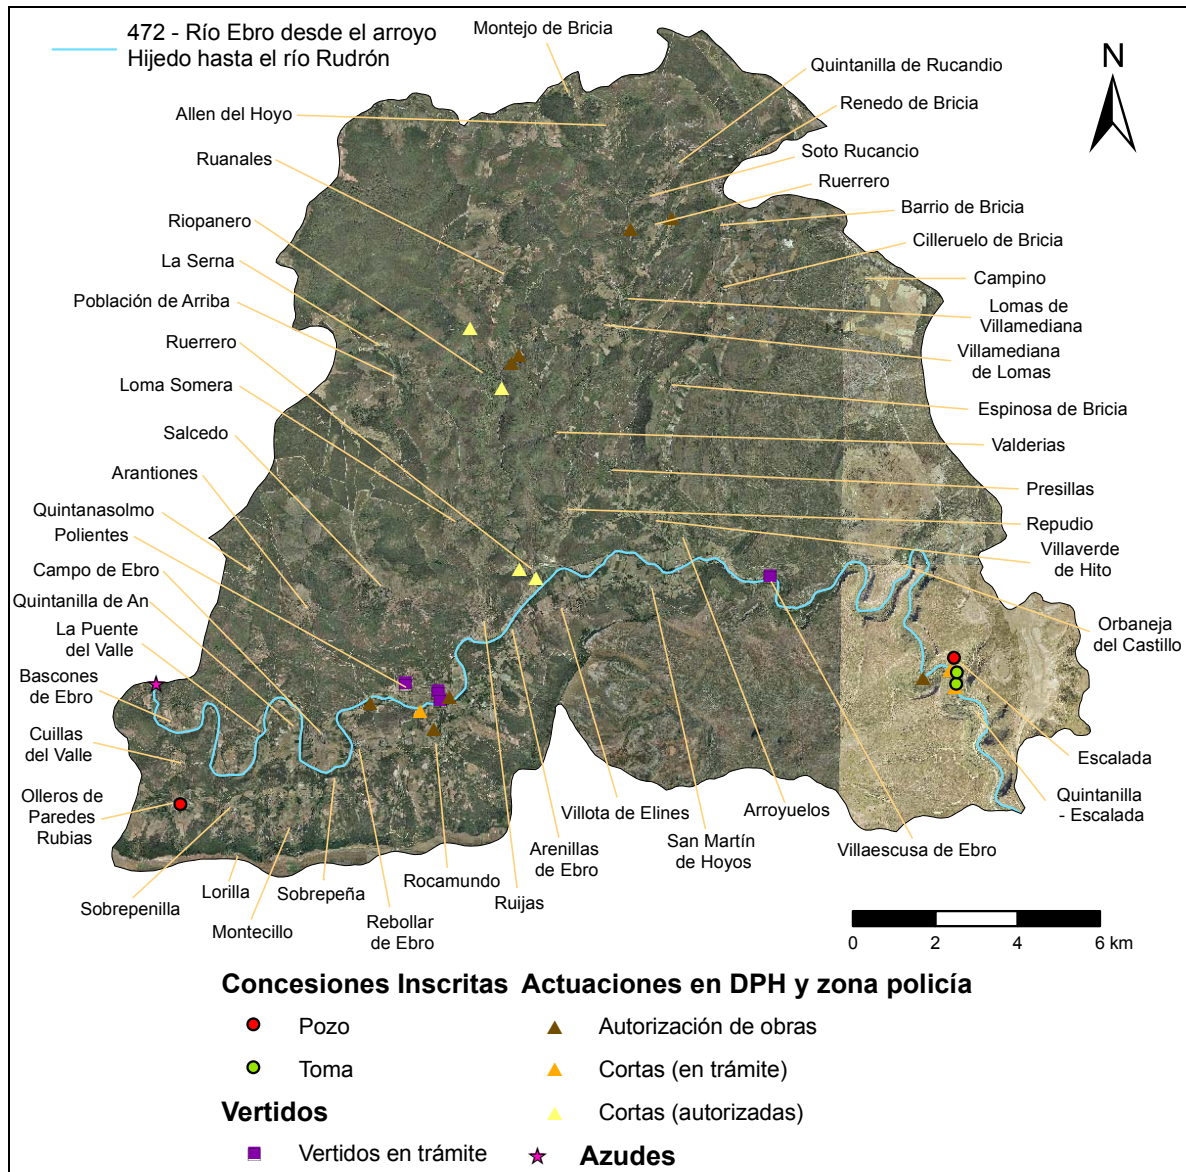 472 - Río Ebro desde el arroyo
Hijedo hasta el río Rudrón
Montejo de Bricia
N
Quintanilla de Rucandio
Renedo de Bricia
Allen del Hoyo
Soto Rucancio
Ruanales
Ruerrero
Riopanero
Barrio de Bricia
Cilleruelo de Bricia
La Serna
Campino
Población de Arriba
Lomas de
Villamediana
Ruerrero
Villamediana
de Lomas
Loma Somera
Espinosa de Bricia
Salcedo
Valderias
Arantiones
Presillas
Quintanasolmo
Repudio
Polientes
Villaverde
de Hito
Campo de Ebro
Quintanilla de An
Orbaneja
del Castillo
La Puente
del Valle
Bascones
de Ebro
Cuillas
del Valle
Escalada
Olleros de
Paredes
Rubias
Quintanilla
- Escalada
Villota de Elines
Arroyuelos
San Martín
de Hoyos
Villaescusa de Ebro
Arenillas
de Ebro
Rocamundo
Ruijas
Sobrepeña
Lorilla
Sobrepenilla
Montecillo
Rebollar
de Ebro
0 2 4 6 km
Concesiones Inscritas
Pozo
Toma
Vertidos
Vertidos en trámite
Actuaciones en DPH y zona policía
Autorización de obras
Cortas (en trámite)
Cortas (autorizadas)
Azudes